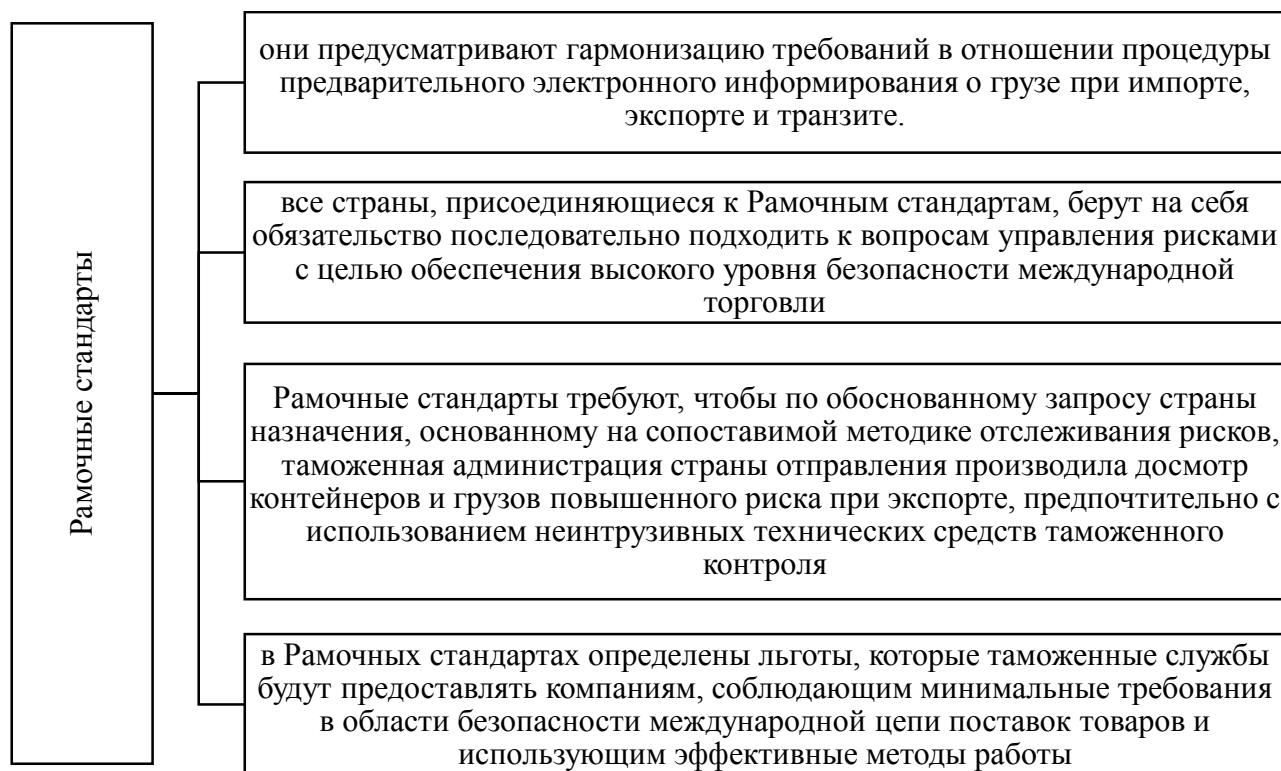 Рамочные стандарты
они предусматривают гармонизацию требований в отношении процедуры
предварительного электронного информирования о грузе при импорте,
экспорте и транзите.
все страны, присоединяющиеся к Рамочным стандартам, берут на себя
обязательство последовательно подходить к вопросам управления рисками
с целью обеспечения высокого уровня безопасности международной
торговли
Рамочные стандарты требуют, чтобы по обоснованному запросу страны
назначения, основанному на сопоставимой методике отслеживания рисков,
таможенная администрация страны отправления производила досмотр
контейнеров и грузов повышенного риска при экспорте, предпочтительно с
использованием неинтрузивных технических средств таможенного
контроля
в Рамочных стандартах определены льготы, которые таможенные службы
будут предоставлять компаниям, соблюдающим минимальные требования
в области безопасности международной цепи поставок товаров и
использующим эффективные методы работы